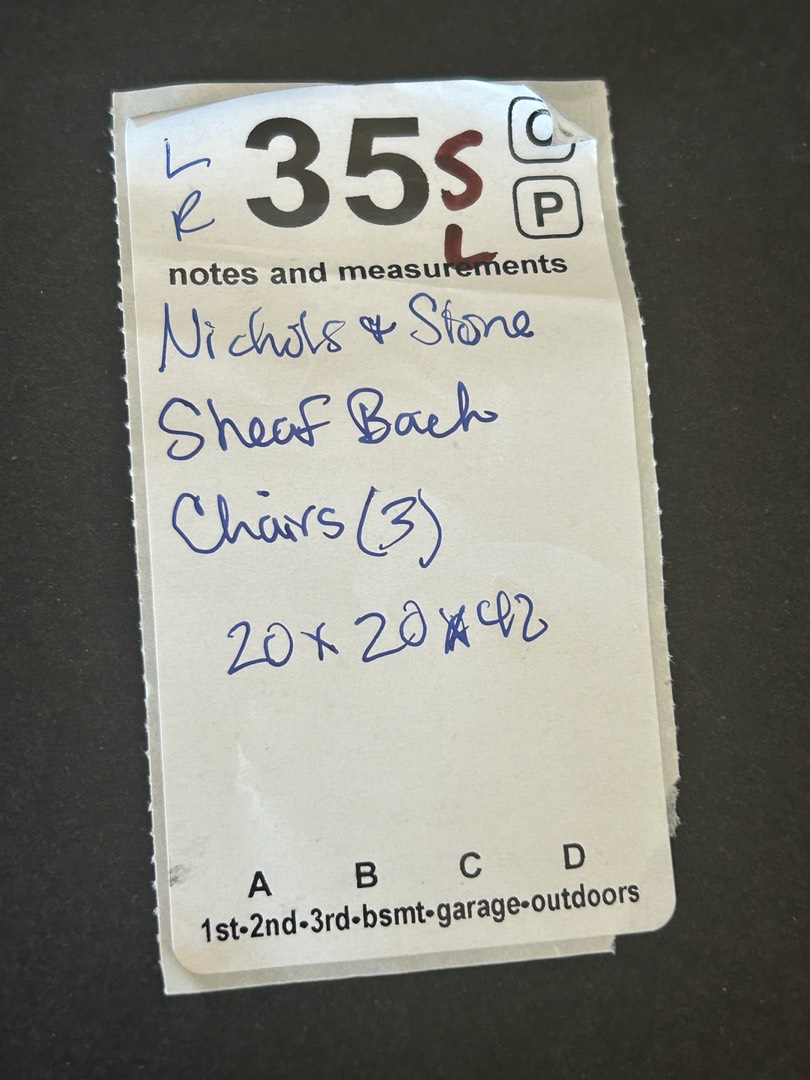 L 35 S C
R L P
notes and measurements
Nichols & Stone
Sheaf Back
Chairs (3)
20 x 20 x 42
A B C D
1st•2nd•3rd•bsmt•garage•outdoors